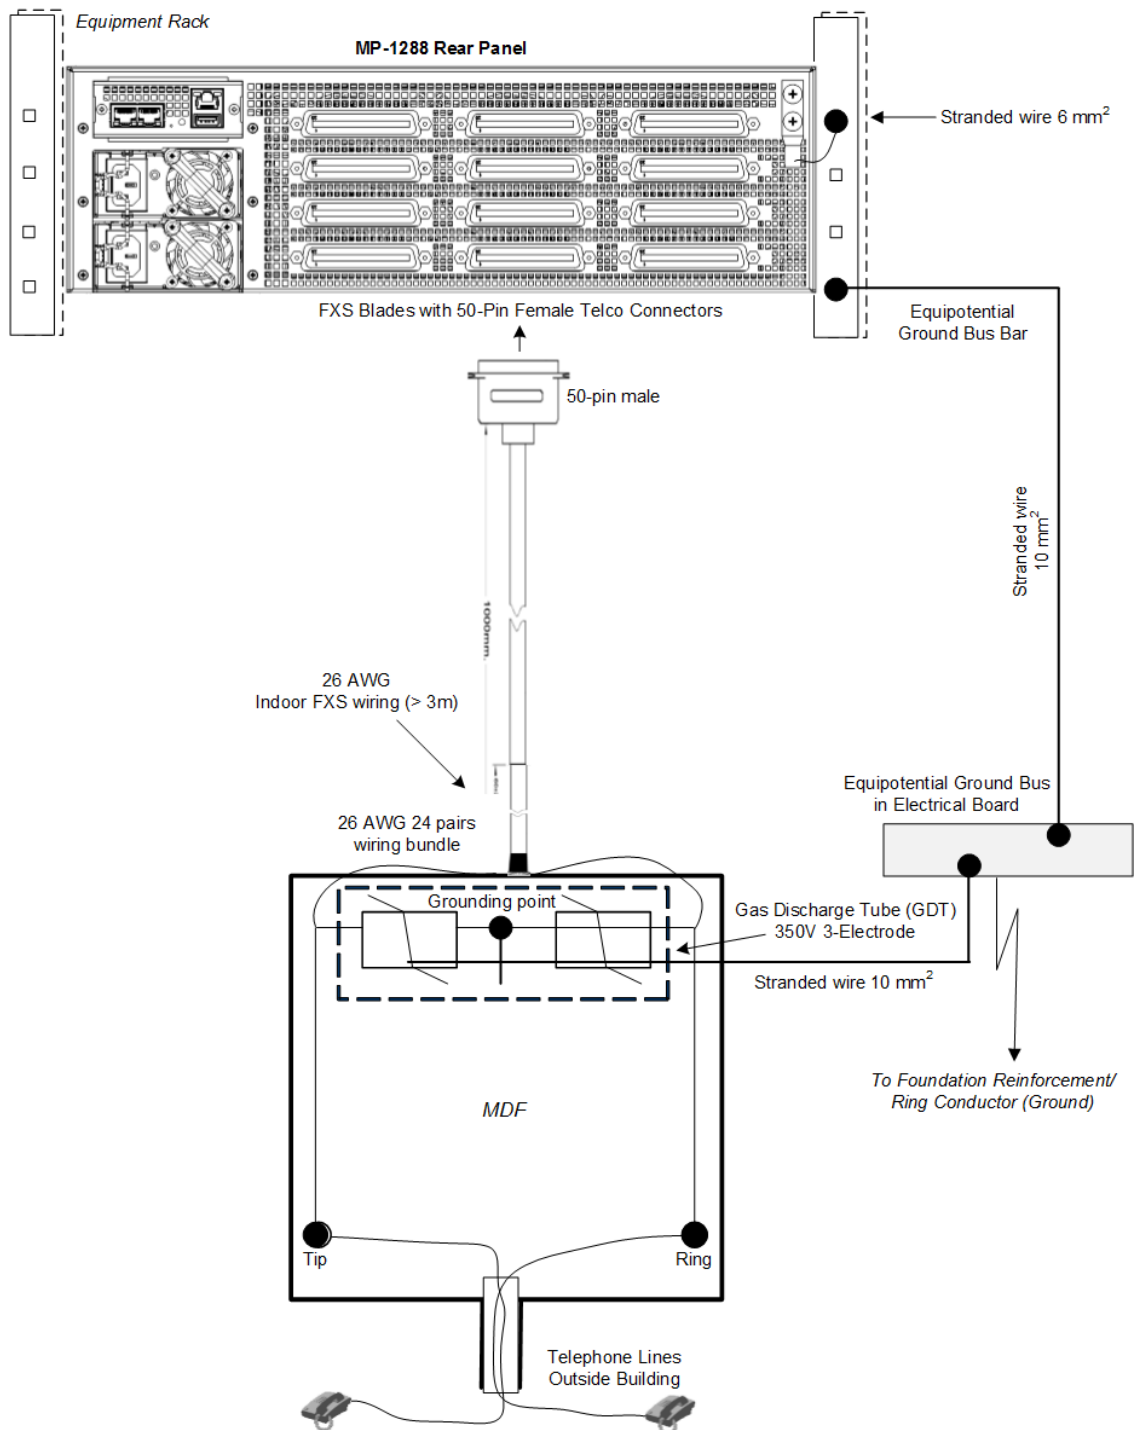 Equipment Rack
MP-1288 Rear Panel
Stranded wire 6 mm²
FXS Blades with 50-Pin Female Telco Connectors
Equipotential
Ground Bus Bar
50-pin male
Stranded wire
10 mm²
1000mm.
26 AWG
Indoor FXS wiring (> 3m)
26 AWG 24 pairs
wiring bundle
Equipotential Ground Bus
in Electrical Board
Grounding point
Gas Discharge Tube (GDT)
350V 3-Electrode
Stranded wire 10 mm²
To Foundation Reinforcement/
Ring Conductor (Ground)
MDF
Tip
Ring
Telephone Lines
Outside Building